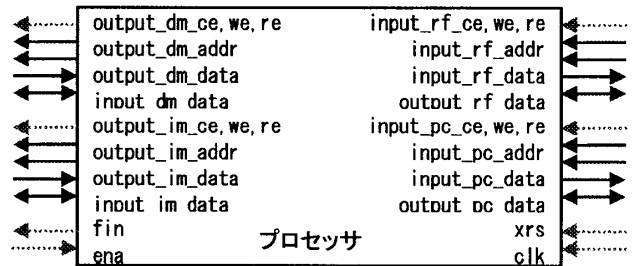 output_dm_ce,we,re
input_rf_ce,we,re
output_dm_addr
input_rf_addr
output_dm_data
input_rf_data
input_dm_data
output_rf_data
output_im_ce,we,re
input_pc_ce,we,re
output_im_addr
input_pc_addr
output_im_data
input_pc_data
input_im_data
output_pc_data
fin
プロセッサ
xrs
ena
clk